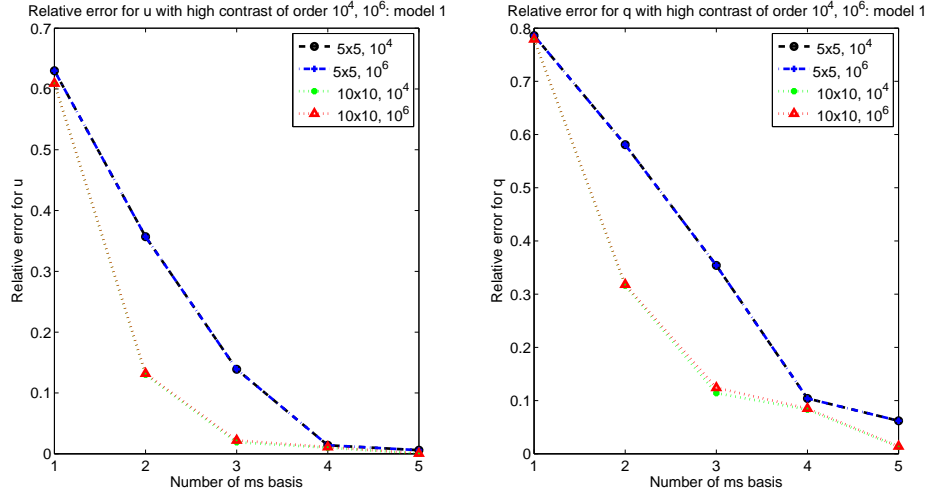 Relative error for u with high contrast of order 10^4, 10^6: model 1
0.7
0.6
0.5
0.4
0.3
0.2
0.1
0
Relative error for u
1 2 3 4 5
Number of ms basis
5x5, 10^4
5x5, 10^6
10x10, 10^4
10x10, 10^6
Relative error for q with high contrast of order 10^4, 10^6: model 1
0.8
0.7
0.6
0.5
0.4
0.3
0.2
0.1
0
Relative error for q
1 2 3 4 5
Number of ms basis
5x5, 10^4
5x5, 10^6
10x10, 10^4
10x10, 10^6